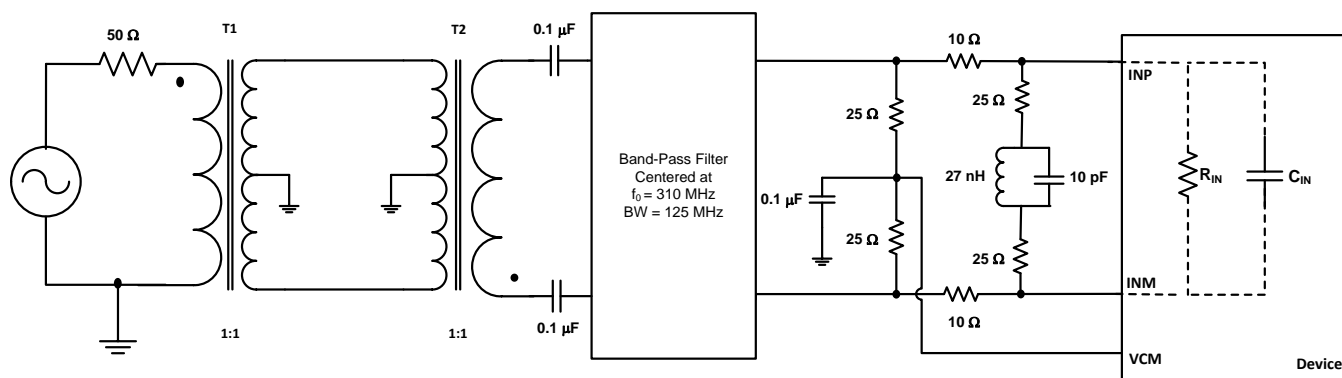 50 Ω
T1
T2
0.1 µF
0.1 µF
1:1
1:1
Band-Pass Filter
Centered at
f₀ = 310 MHz
BW = 125 MHz
25 Ω
0.1 µF
25 Ω
10 Ω
10 Ω
25 Ω
27 nH
10 pF
25 Ω
INP
R_IN
C_IN
INM
VCM
Device